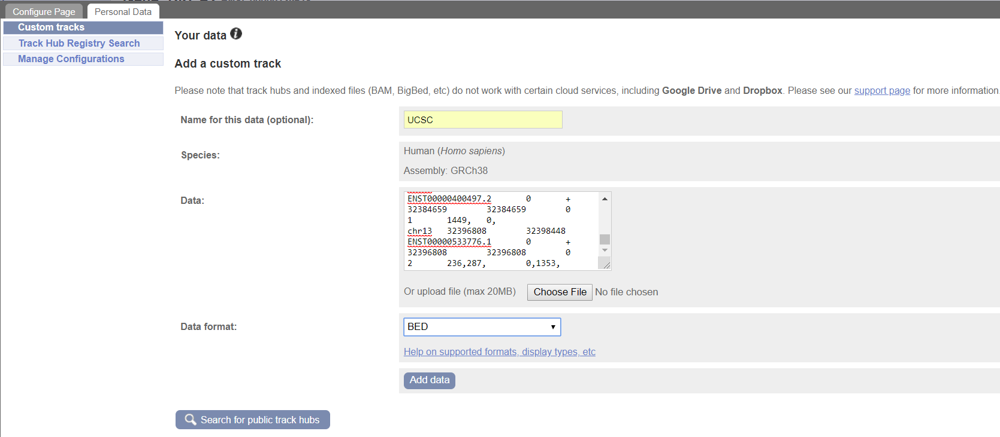 Configure Page
Personal Data
Custom tracks
Track Hub Registry Search
Manage Configurations
Your data i
Add a custom track
Please note that track hubs and indexed files (BAM, BigBed, etc) do not work with certain cloud services, including Google Drive and Dropbox. Please see our support page for more information.
Name for this data (optional):
UCSC
Species:
Human (Homo sapiens)
Assembly: GRCh38
Data:
ENST00000400497.2 0 +
32384659 32384659 0
1 1449, 0,
chr13 32396808 32398448
ENST00000533776.1 0 +
32396808 32396808 0
2 236,287, 0,1353,
Or upload file (max 20MB) Choose File No file chosen
Data format:
BED
Help on supported formats, display types, etc
Add data
Search for public track hubs